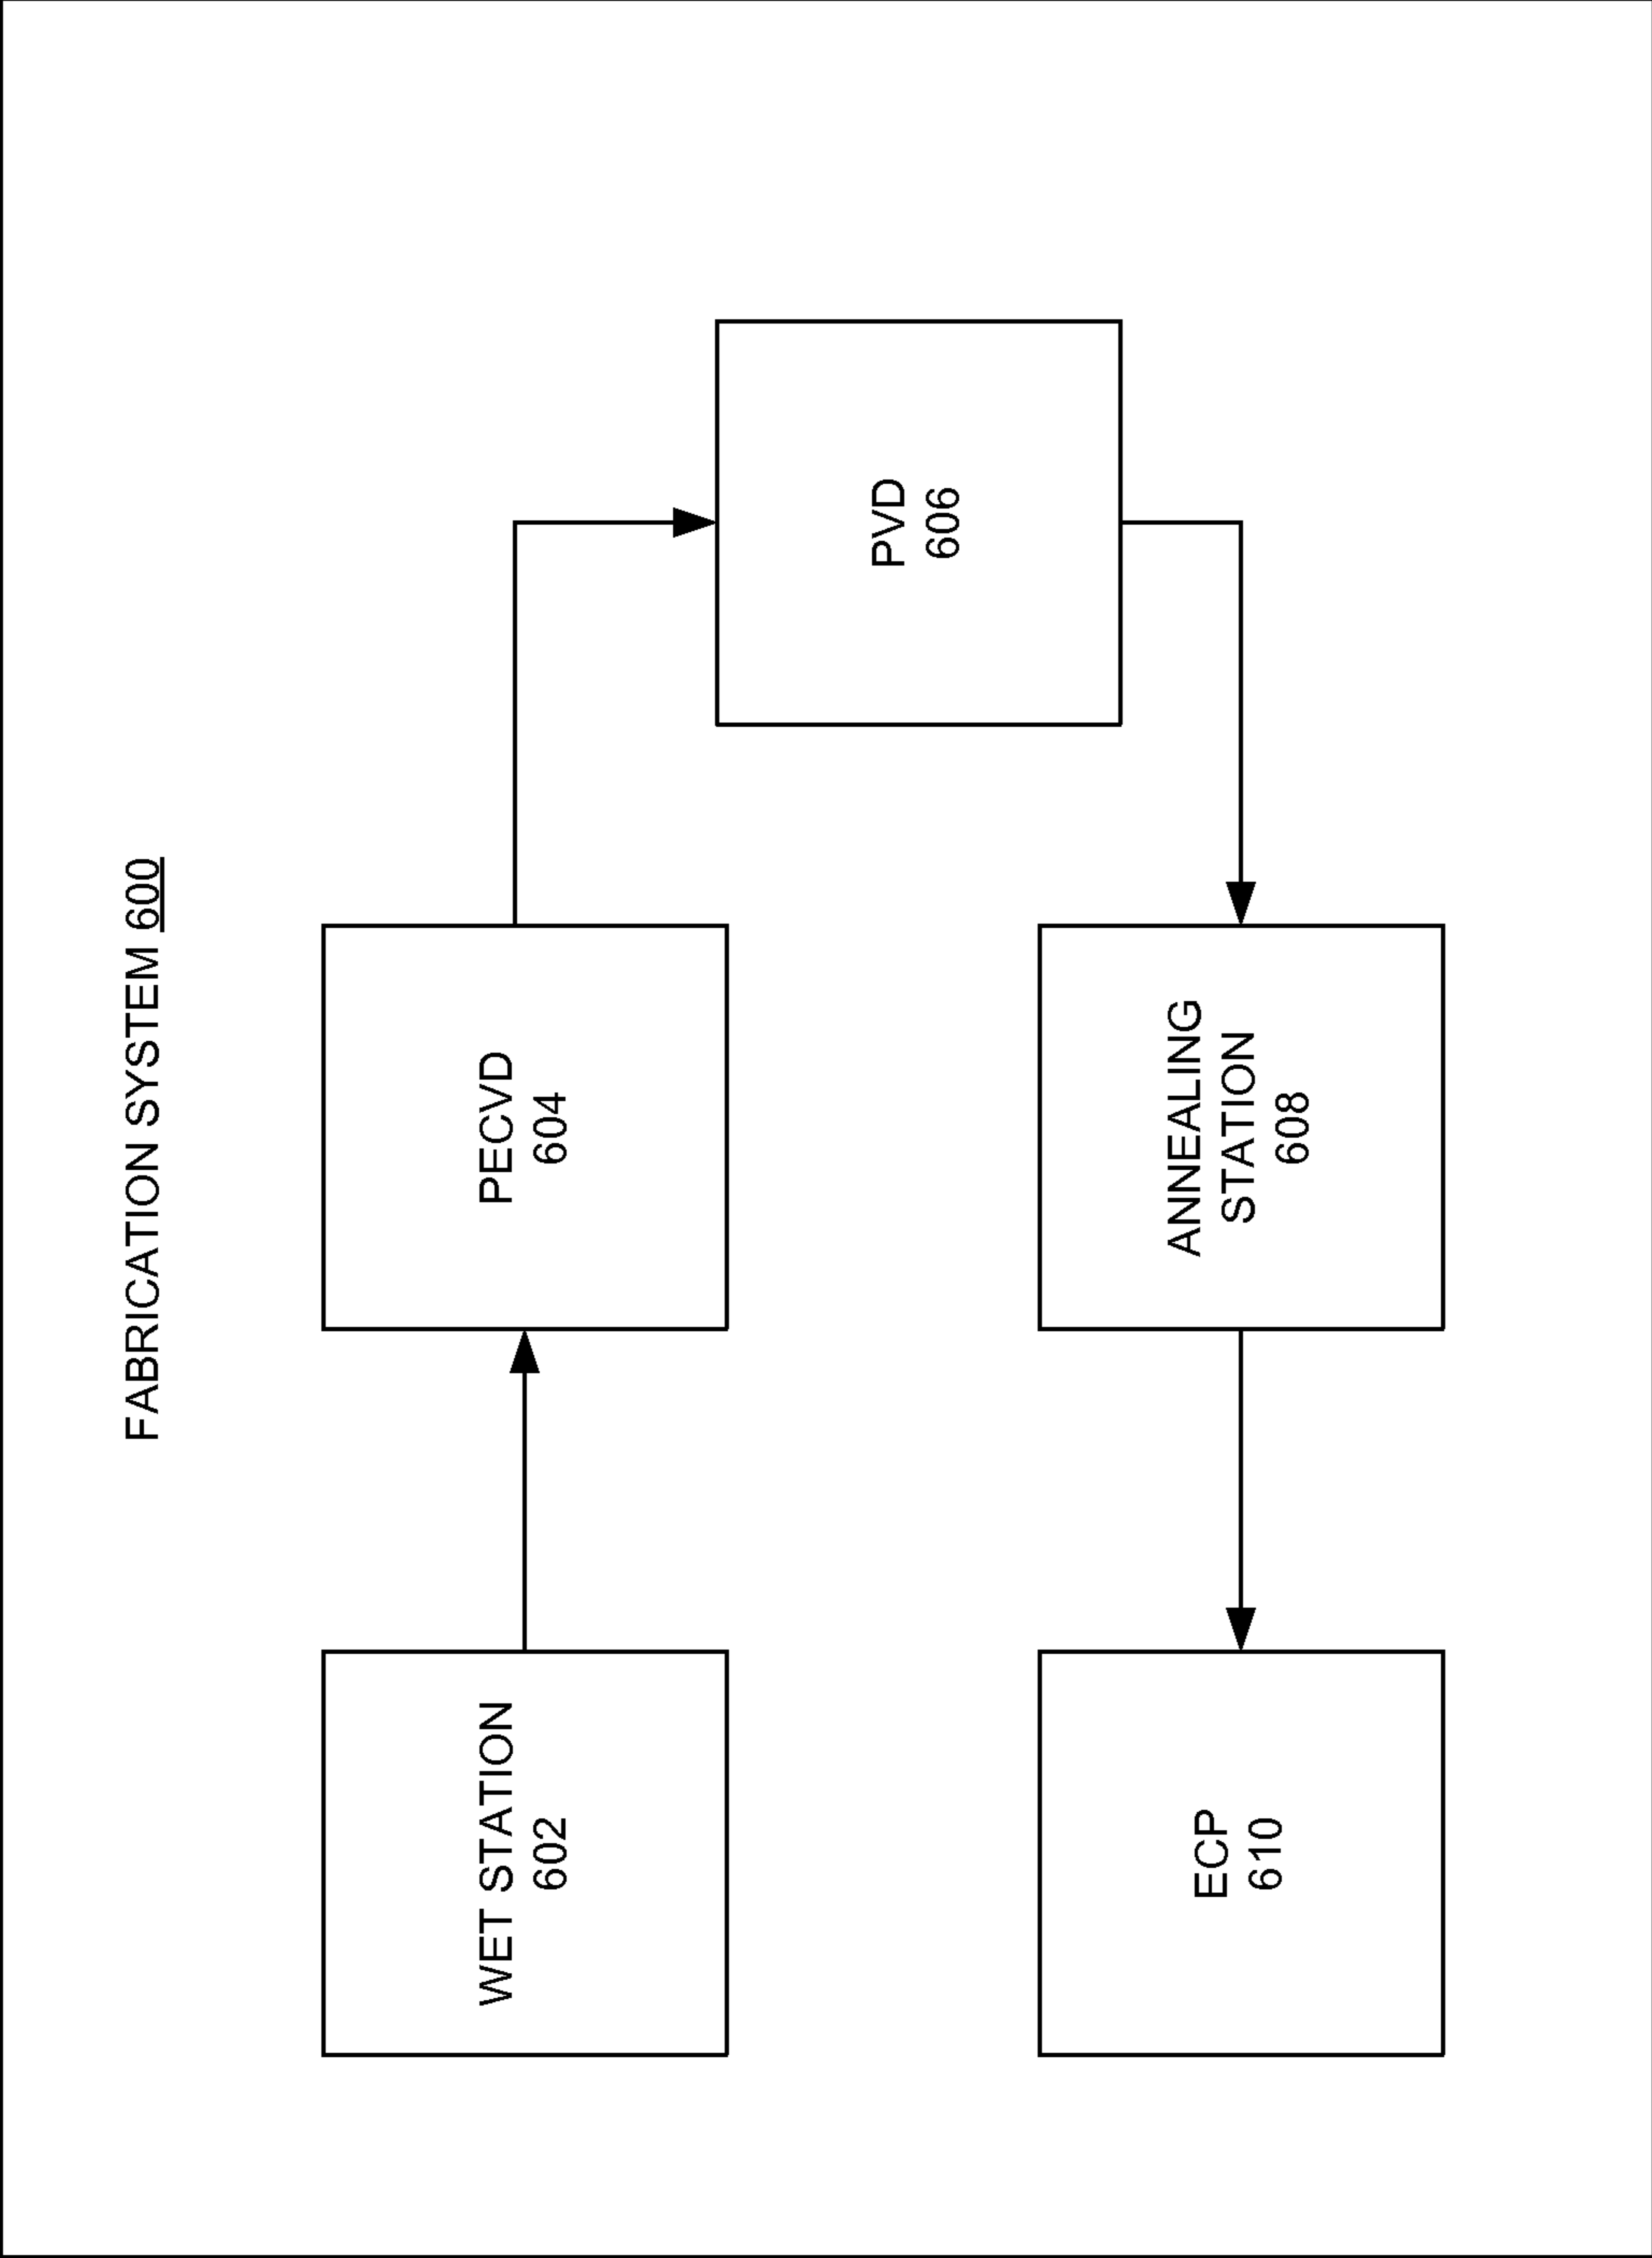 FABRICATION SYSTEM 600
WET STATION
602
PECVD
604
PVD
606
ANNEALING
STATION
608
ECP
610